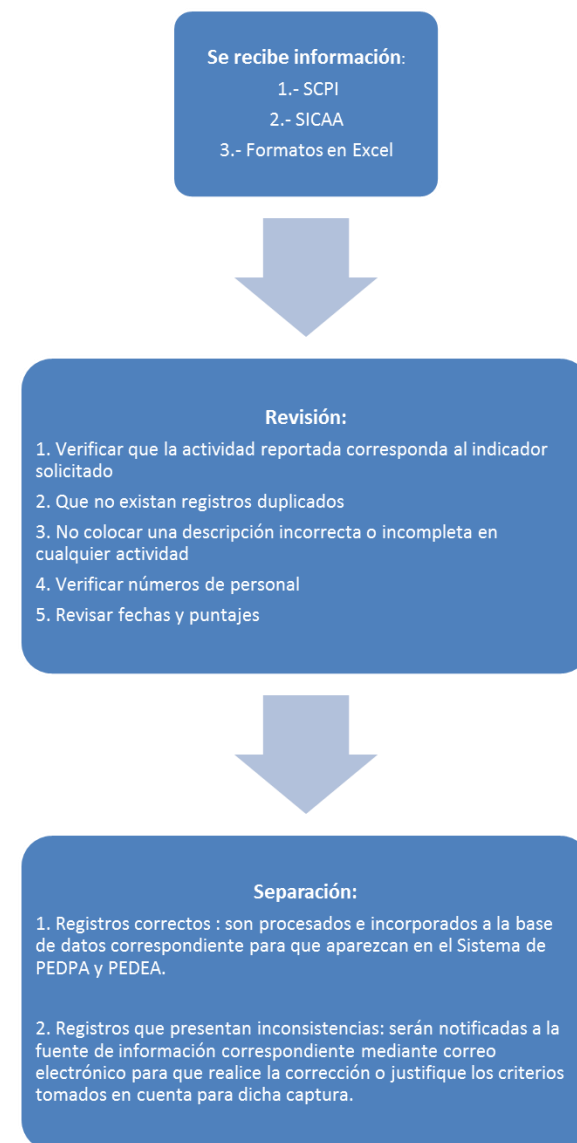 Se recibe información:
1.- SCPI
2.- SICAA
3.- Formatos en Excel
Revisión:
1. Verificar que la actividad reportada corresponda al indicador
solicitado
2. Que no existan registros duplicados
3. No colocar una descripción incorrecta o incompleta en
cualquier actividad
4. Verificar números de personal
5. Revisar fechas y puntajes
Separación:
1. Registros correctos : son procesados e incorporados a la base
de datos correspondiente para que aparezcan en el Sistema de
PEDPA y PEDEA.
2. Registros que presentan inconsistencias: serán notificadas a la
fuente de información correspondiente mediante correo
electrónico para que realice la corrección o justifique los criterios
tomados en cuenta para dicha captura.